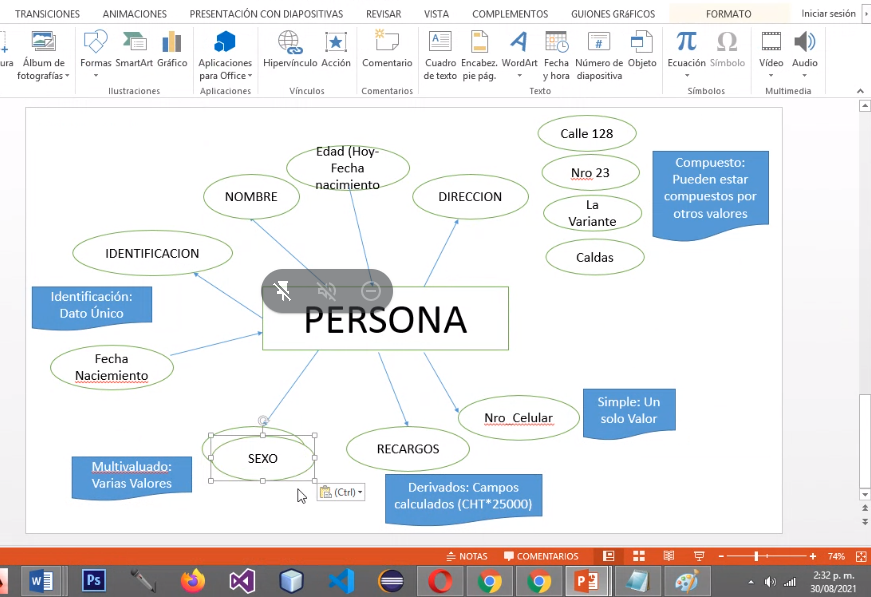 TRANSICIONES ANIMACIONES PRESENTACIÓN CON DIAPOSITIVAS REVISAR VISTA COMPLEMENTOS GUIONES GRÁFICOS FORMATO Iniciar sesión
Álbum de fotografías
Formas
SmartArt
Gráfico
Aplicaciones para Office
Hipervínculo
Acción
Comentario
Cuadro de texto
Encabez. pie pág.
WordArt
Fecha y hora
Número de diapositiva
Objeto
Ecuación
Símbolo
Vídeo
Audio
Ilustraciones Aplicaciones Vínculos Comentarios Texto Símbolos Multimedia
Edad (Hoy-
Fecha
nacimiento
NOMBRE
DIRECCION
IDENTIFICACION
Calle 128
Nro 23
La
Variante
Caldas
Compuesto:
Pueden estar
compuestos por
otros valores
Identificación:
Dato Único
PERSONA
Fecha
Naciemiento
Nro Celular
Simple: Un
solo Valor
SEXO
RECARGOS
Multivaluado:
Varias Valores
Derivados: Campos
calculados (CHT*25000)
(Ctrl)
NOTAS COMENTARIOS 74%
Ps
2:32 p. m.
30/08/2021